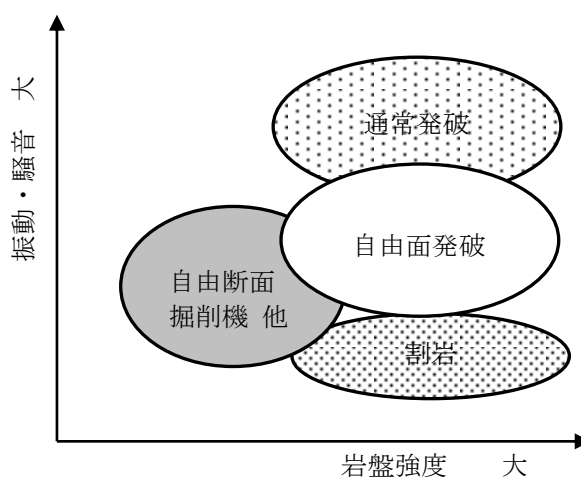 振動・騒音 大
通常発破
自由面発破
自由断面
掘削機 他
割岩
岩盤強度 大